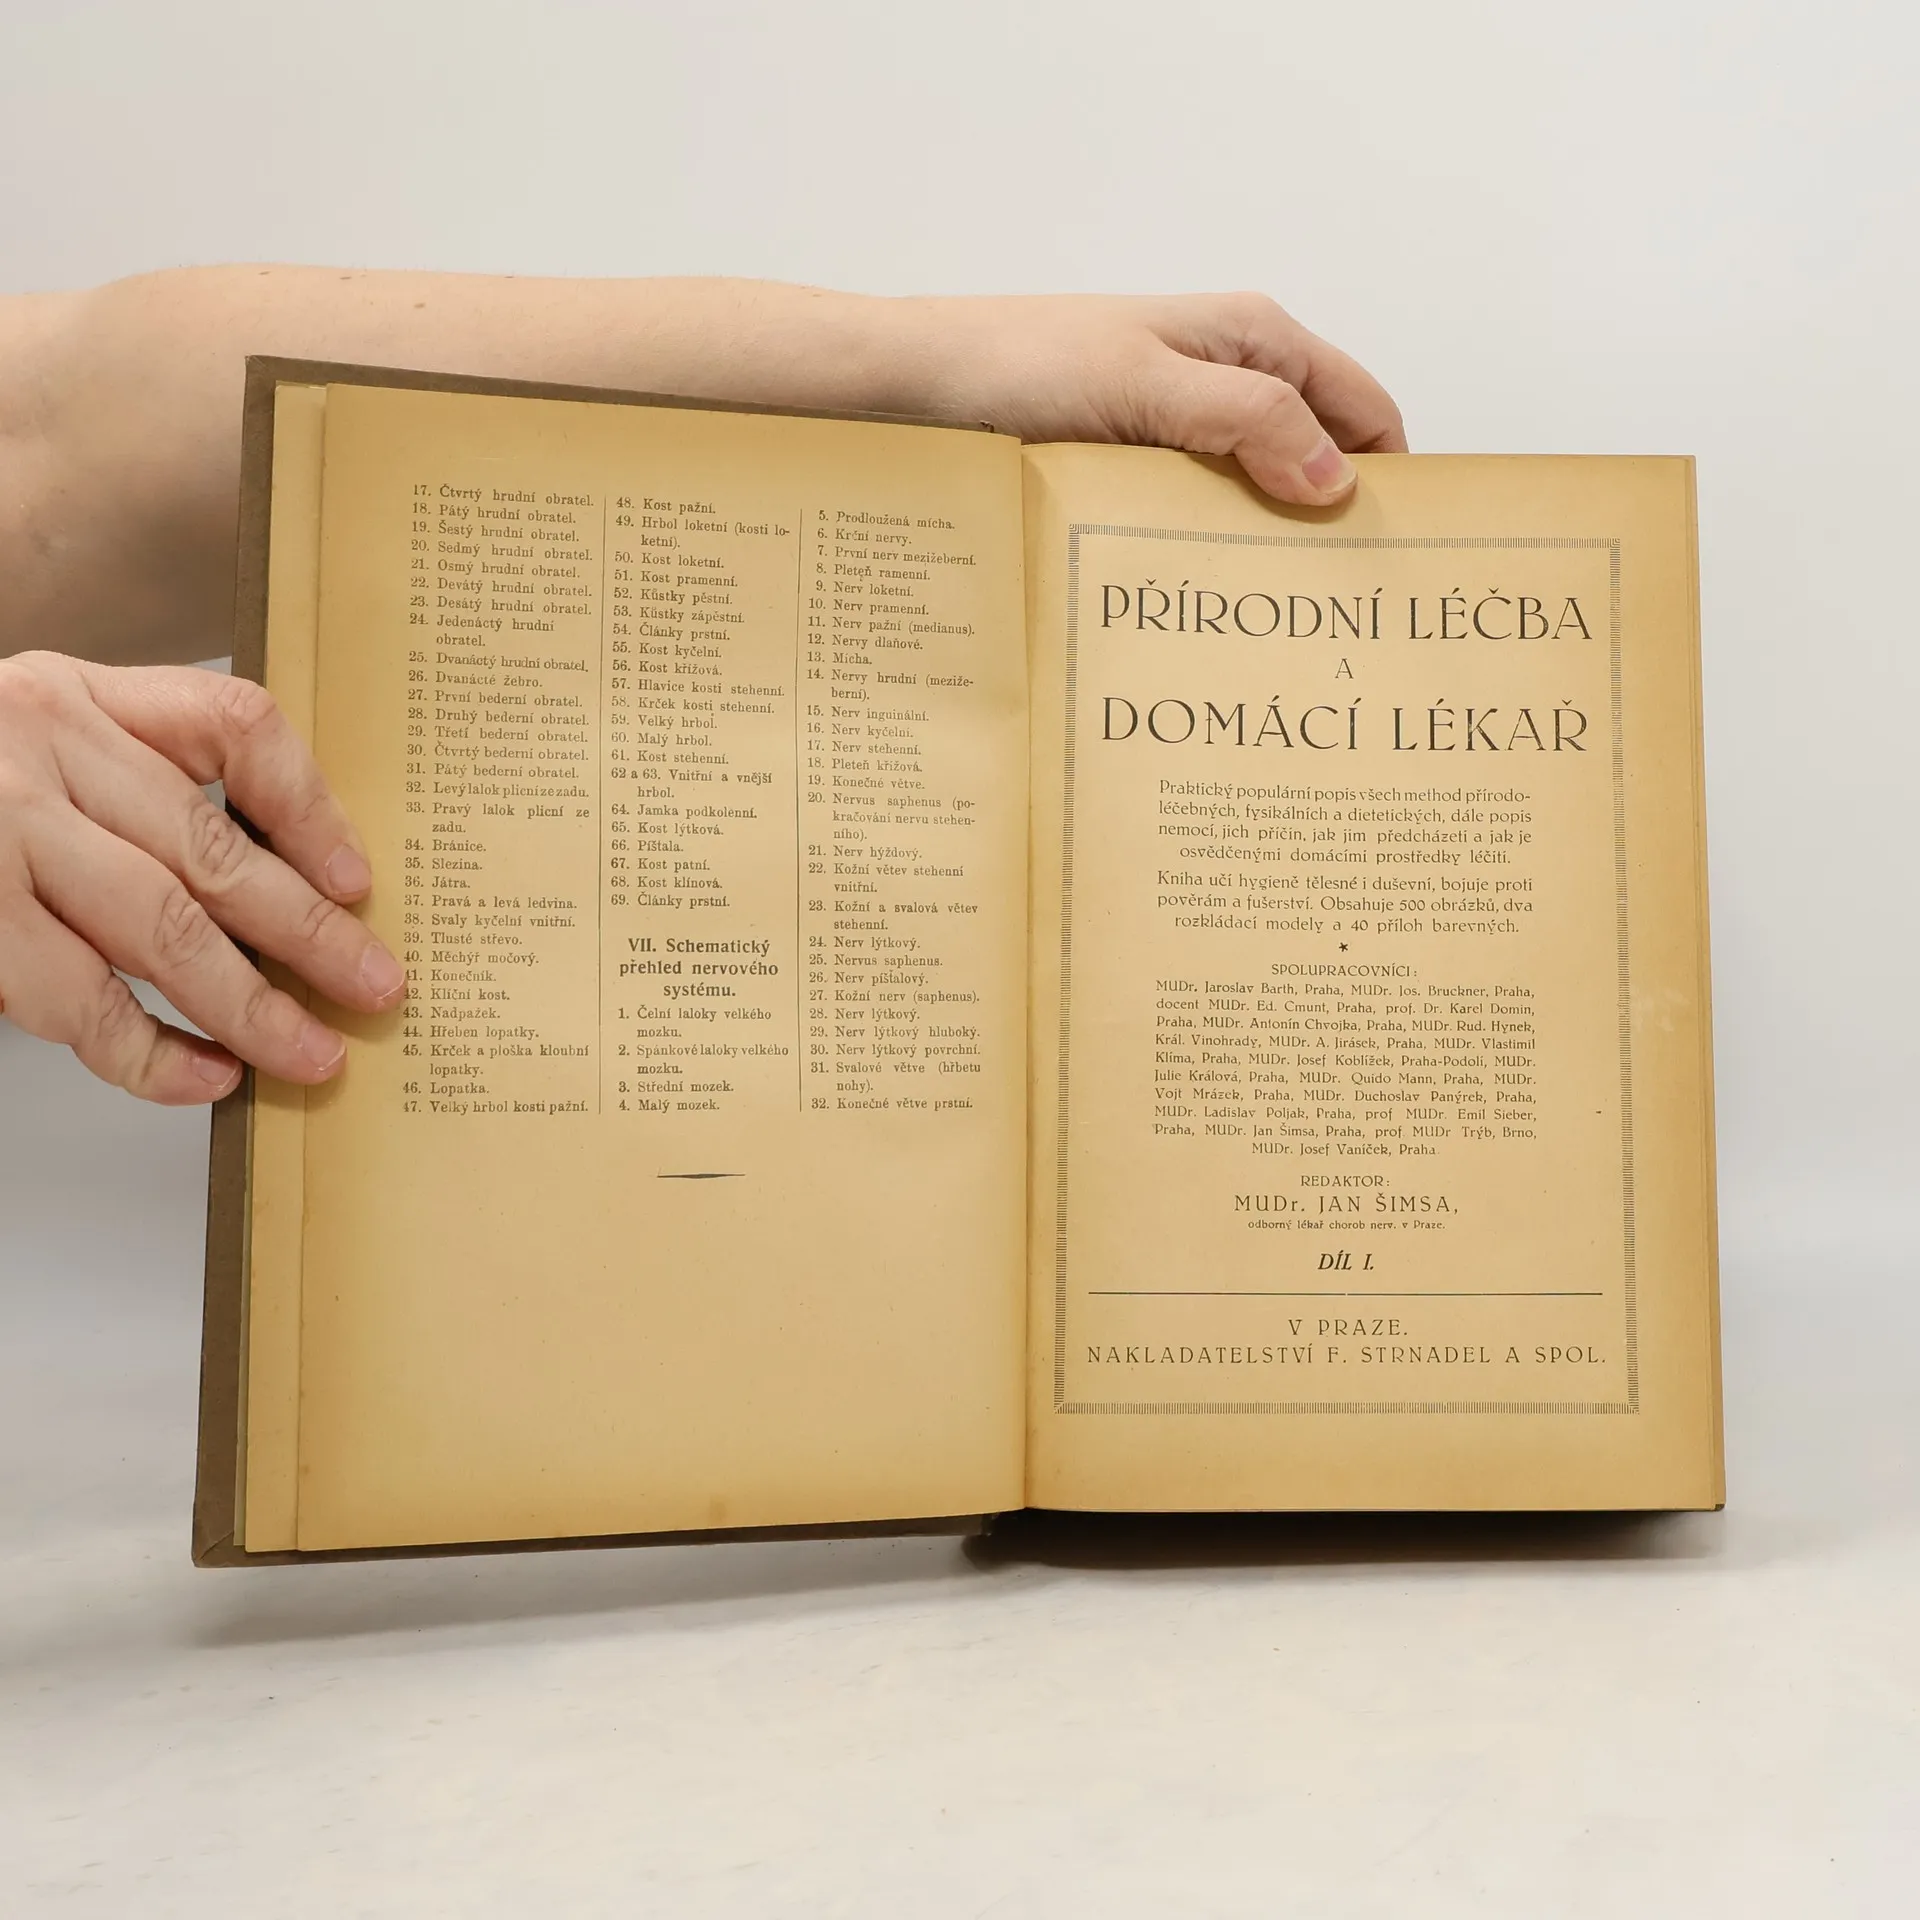 17. Čtvrtý hrudní obratel.
18. Pátý hrudní obratel.
19. Šestý hrudní obratel.
20. Sedmý hrudní obratel.
21. Osmý hrudní obratel.
22. Devátý hrudní obratel.
23. Desátý hrudní obratel.
24. Jedenáctý hrudní
obratel.
25. Dvanáctý hrudní obratel.
26. Dvanácté žebro.
27. První bederní obratel.
28. Druhý bederní obratel.
29. Třetí bederní obratel.
30. Čtvrtý bederní obratel.
31. Pátý bederní obratel.
32. Levý lalok plicní ze zadu.
33. Pravý lalok plicní ze
zadu.
34. Bránice.
35. Slezina.
36. Játra.
37. Pravá a levá ledvina.
38. Svaly kyčelní vnitřní.
39. Tlusté střevo.
40. Měchýř močový.
41. Konečník.
42. Klíční kost.
43. Nadpažek.
44. Hřeben lopatky.
45. Krček a ploška kloubní
lopatky.
46. Lopatka.
47. Velký hrbol kosti pažní.
48. Kost pažní.
49. Hrbol loketní (kosti lo-
ketní).
50. Kost loketní.
51. Kost pramenní.
52. Kůstky pěstní.
53. Kůstky zápěstní.
54. Články prstní.
55. Kost kyčelní.
56. Kost křížová.
57. Hlavice kosti stehenní.
58. Krček kosti stehenní.
59. Velký hrbol.
60. Malý hrbol.
61. Kost stehenní.
62 a 63. Vnitřní a vnější
hrbol.
64. Jamka podkolenní.
65. Kost lýtková.
66. Píšťala.
67. Kost patní.
68. Kost klínová.
69. Články prstní.
VII. Schematický
přehled nervového
systému.
1. Čelní laloky velkého
mozku.
2. Spánkové laloky velkého
mozku.
3. Střední mozek.
4. Malý mozek.
5. Prodloužená mícha.
6. Krční nervy.
7. První nerv mezižeberní.
8. Pleteň ramenní.
9. Nerv loketní.
10. Nerv pramenní.
11. Nerv pažní (medianus).
12. Nervy dlaňové.
13. Mícha.
14. Nervy hrudní (meziže-
berní).
15. Nerv inguinální.
16. Nerv kyčelní.
17. Nerv stehenní.
18. Pleteň křížová.
19. Konečné větve.
20. Nervus saphenus (po-
kračování nervu stehen-
ního).
21. Nerv hýždový.
22. Kožní větev stehenní
vnitřní.
23. Kožní a svalová větev
stehenní.
24. Nerv lýtkový.
25. Nervus saphenus.
26. Nerv píšťalový.
27. Kožní nerv (saphenus).
28. Nerv lýtkový.
29. Nerv lýtkový hluboký.
30. Nerv lýtkový povrchní.
31. Svalové větve (hřbetu
nohy).
32. Konečné větve prstní.
PŘÍRODNÍ LÉČBA
A
DOMÁCÍ LÉKAŘ
Praktický populární popis všech method přírodo-
léčebných, fysikálních a dietetických, dále popis
nemocí, jich příčin, jak jim předcházeti a jak je
osvědčenými domácími prostředky léčiti.
Kniha učí hygieně tělesné i duševní, bojuje proti
pověrám a fušerství. Obsahuje 500 obrázků, dva
rozkládací modely a 40 příloh barevných.
*
SPOLUPRACOVNÍCI:
MUDr. Jaroslav Barth, Praha, MUDr. Jos. Bruckner, Praha,
docent MUDr. Ed. Cmunt, Praha, prof. Dr. Karel Domin,
Praha, MUDr. Antonín Chvojka, Praha, MUDr. Rud. Hynek,
Král. Vinohrady, MUDr. A. Jirásek, Praha, MUDr. Vlastimil
Klíma, Praha, MUDr. Josef Koblížek, Praha-Podolí, MUDr.
Julie Králová, Praha, MUDr. Quido Mann, Praha, MUDr.
Vojt Mrázek, Praha, MUDr. Duchoslav Panýrek, Praha,
MUDr. Ladislav Poljak, Praha, prof MUDr. Emil Sieber,
Praha, MUDr. Jan Šimsa, Praha, prof. MUDr Trýb, Brno,
MUDr. Josef Vaníček, Praha.
REDAKTOR:
MUDr. JAN ŠIMSA,
odborný lékař chorob nerv. v Praze.
DÍL I.
V PRAZE.
NAKLADATELSTVÍ F. STRNADEL A SPOL.